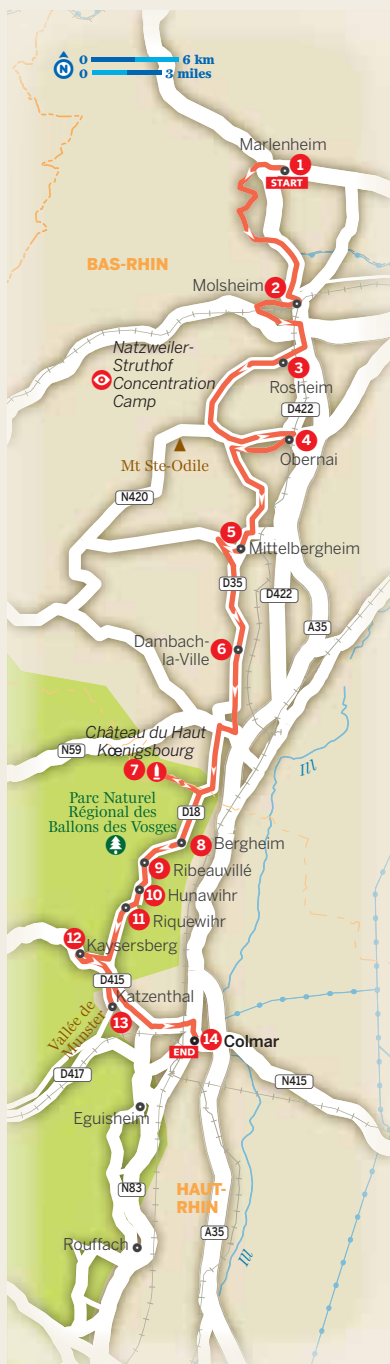 N
0 6 km
0 3 miles
Marlenheim
1
START
BAS-RHIN
Molsheim
2
Natzweiler-
Struthof
Concentration
Camp
3
Rosheim
D422
4
Obernai
Mt Ste-Odile
N420
5
Mittelbergheim
D35
D422
A35
Dambach-
la-Ville
6
Château du Haut
Kœnigsbourg
N59
7
Ill
Parc Naturel
Régional des
Ballons des Vosges
D18
8
Bergheim
9
Ribeauvillé
10
Hunawihr
11
Riquewihr
12
Kaysersberg
D415
Katzenthal
13
Vallée de
Munster
14
Colmar
END
D417
N415
Eguisheim
N83
HAUT-
RHIN
A35
Rouffach
Ill